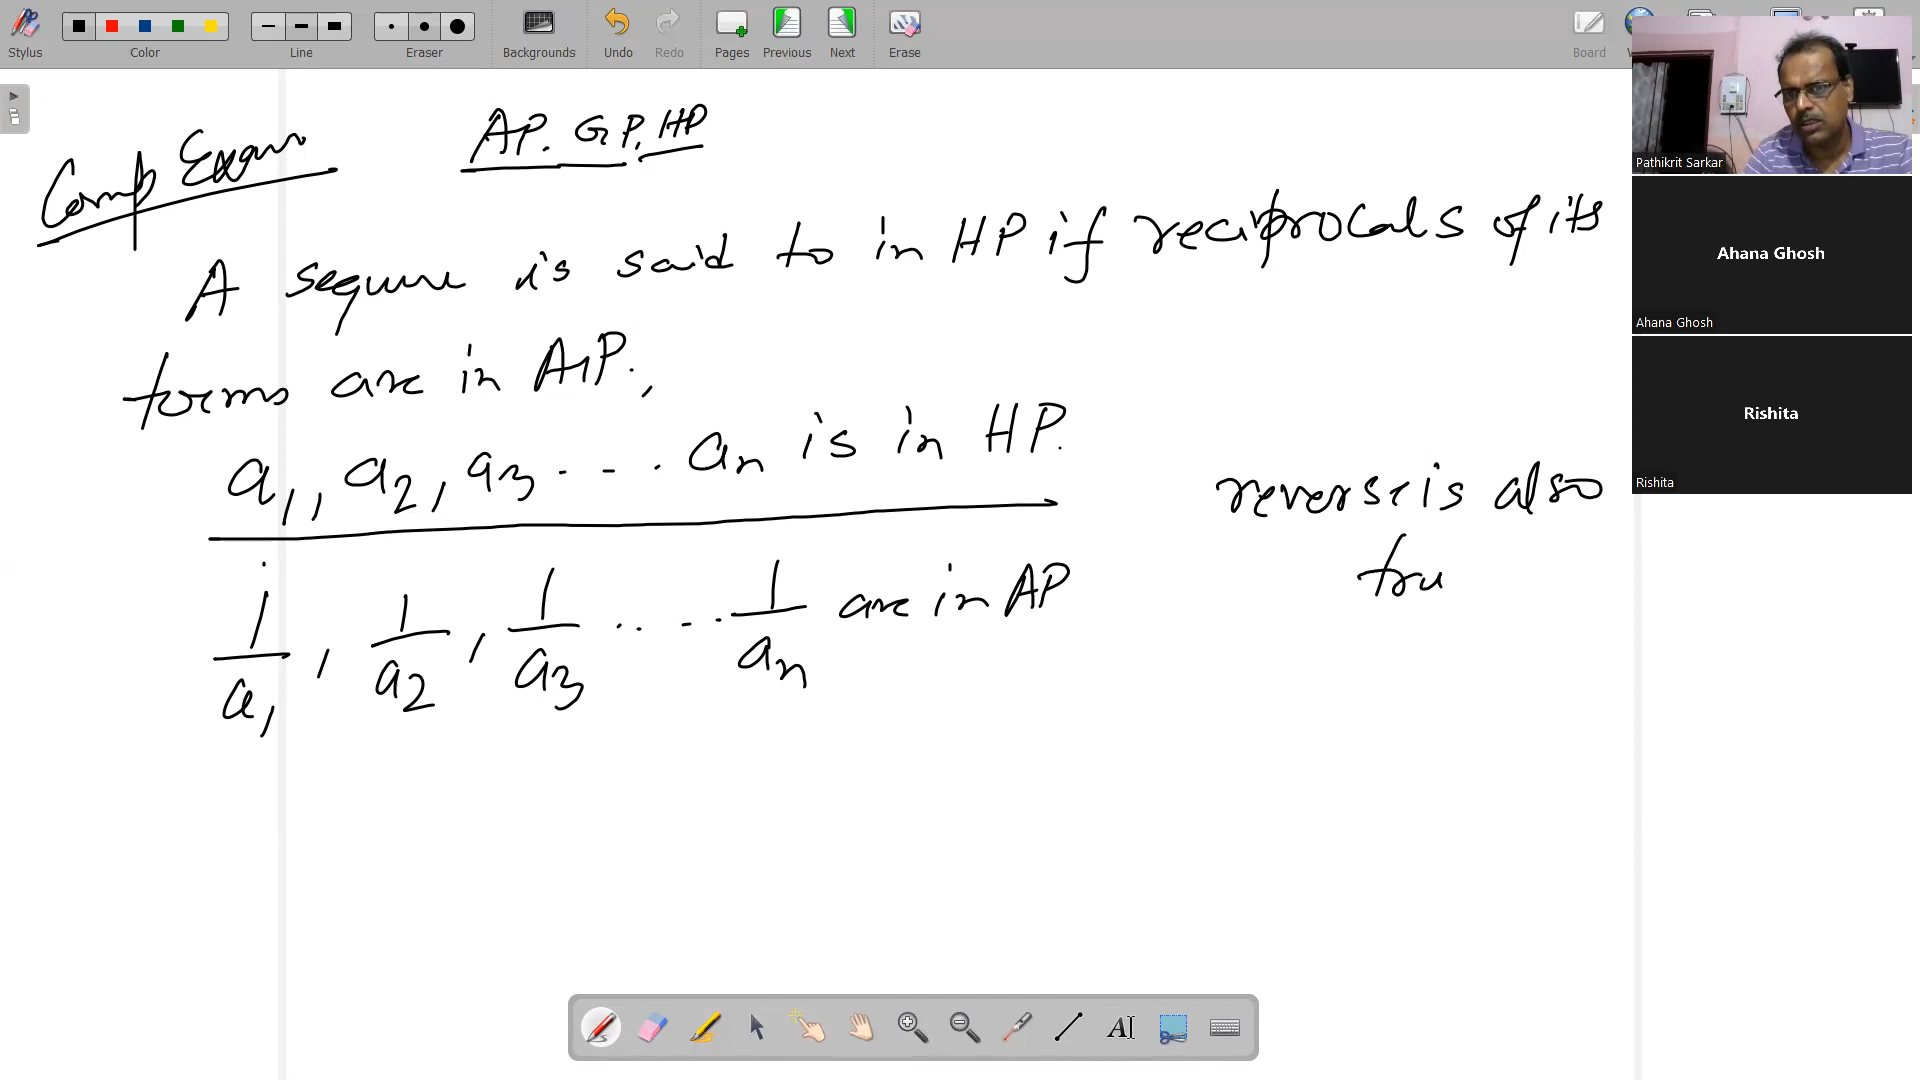 Stylus
Color
Line
Eraser
Backgrounds
Undo
Redo
Pages
Previous
Next
Erase
Board
Comp Exam
AP. GP, HP
A sequence is said to in HP if reciprocals of its
terms are in AP.,
a1, a2, a3 . - - . an is in HP.
reverse is also
tru
1/a1, 1/a2, 1/a3 .. . - - . . 1/an are in AP
Pathikrit Sarkar
Ahana Ghosh
Ahana Ghosh
Rishita
Rishita
AI